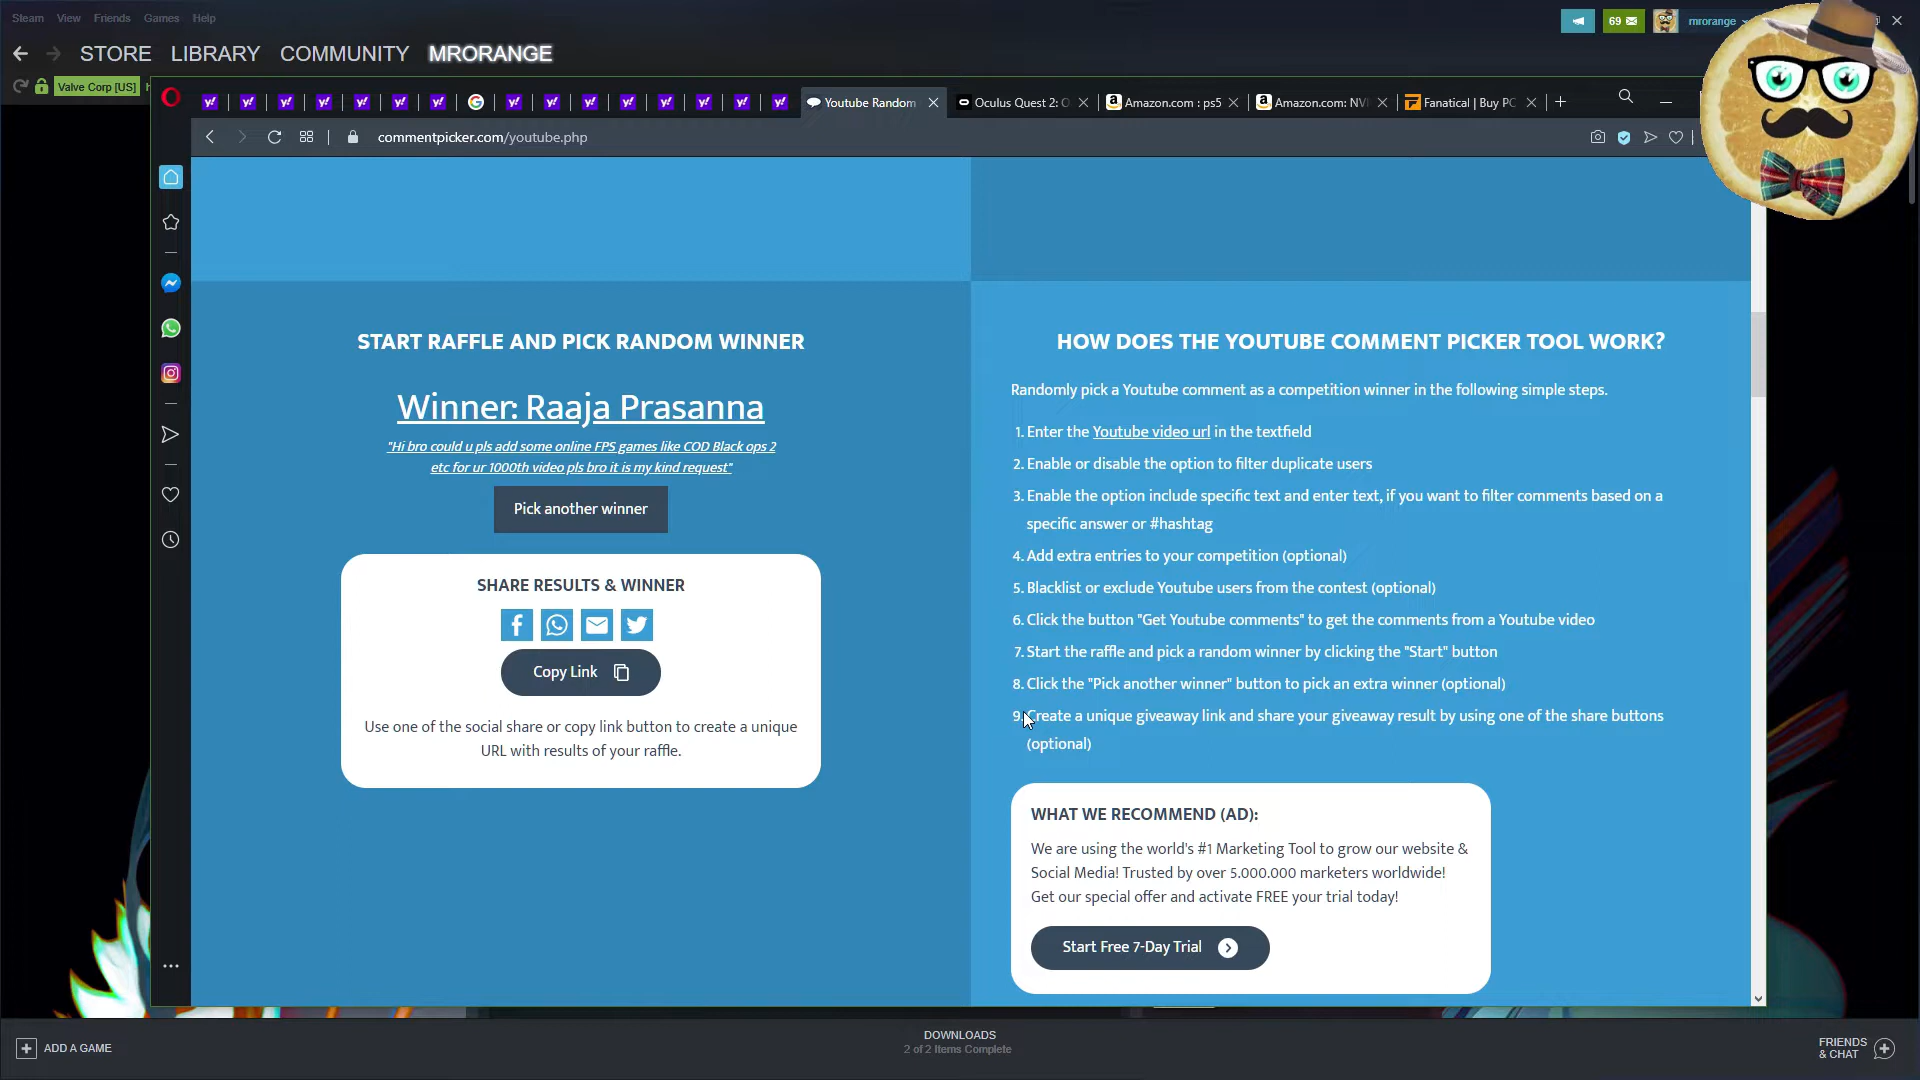 Steam View Friends Games Help
69 mrorange
STORE LIBRARY COMMUNITY MRORANGE
Valve Corp [US]
Youtube Random
Oculus Quest 2: O
Amazon.com : ps5
Amazon.com: NVI
Fanatical | Buy PC
commentpicker.com/youtube.php
START RAFFLE AND PICK RANDOM WINNER
Winner: Raaja Prasanna
"Hi bro could u pls add some online FPS games like COD Black ops 2
etc for ur 1000th video pls bro it is my kind request"
Pick another winner
SHARE RESULTS & WINNER
Copy Link
Use one of the social share or copy link button to create a unique
URL with results of your raffle.
HOW DOES THE YOUTUBE COMMENT PICKER TOOL WORK?
Randomly pick a Youtube comment as a competition winner in the following simple steps.
1. Enter the Youtube video url in the textfield
2. Enable or disable the option to filter duplicate users
3. Enable the option include specific text and enter text, if you want to filter comments based on a
specific answer or #hashtag
4. Add extra entries to your competition (optional)
5. Blacklist or exclude Youtube users from the contest (optional)
6. Click the button "Get Youtube comments" to get the comments from a Youtube video
7. Start the raffle and pick a random winner by clicking the "Start" button
8. Click the "Pick another winner" button to pick an extra winner (optional)
9. Create a unique giveaway link and share your giveaway result by using one of the share buttons
(optional)
WHAT WE RECOMMEND (AD):
We are using the world's #1 Marketing Tool to grow our website &
Social Media! Trusted by over 5.000.000 marketers worldwide!
Get our special offer and activate FREE your trial today!
Start Free 7-Day Trial
ADD A GAME
DOWNLOADS
2 of 2 Items Complete
FRIENDS
& CHAT